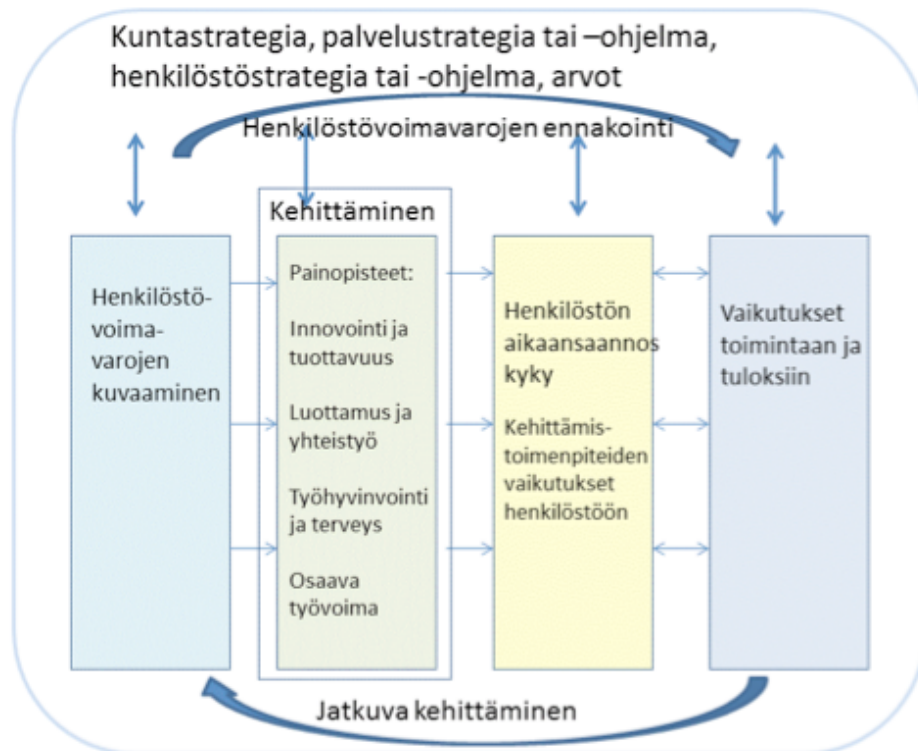 Kuntastrategia, palvelustrategia tai –ohjelma,
henkilöstöstrategia tai -ohjelma, arvot
Henkilöstövoimavarojen ennakointi
Henkilöstö-
voima-
varojen
kuvaaminen
Kehittäminen
Painopisteet:
Innovointi ja
tuottavuus
Luottamus ja
yhteistyö
Työhyvinvointi
ja terveys
Osaava
työvoima
Henkilöstön
aikaansaannos
kyky
Kehittämis-
toimenpiteiden
vaikutukset
henkilöstöön
Vaikutukset
toimintaan ja
tuloksiin
Jatkuva kehittäminen